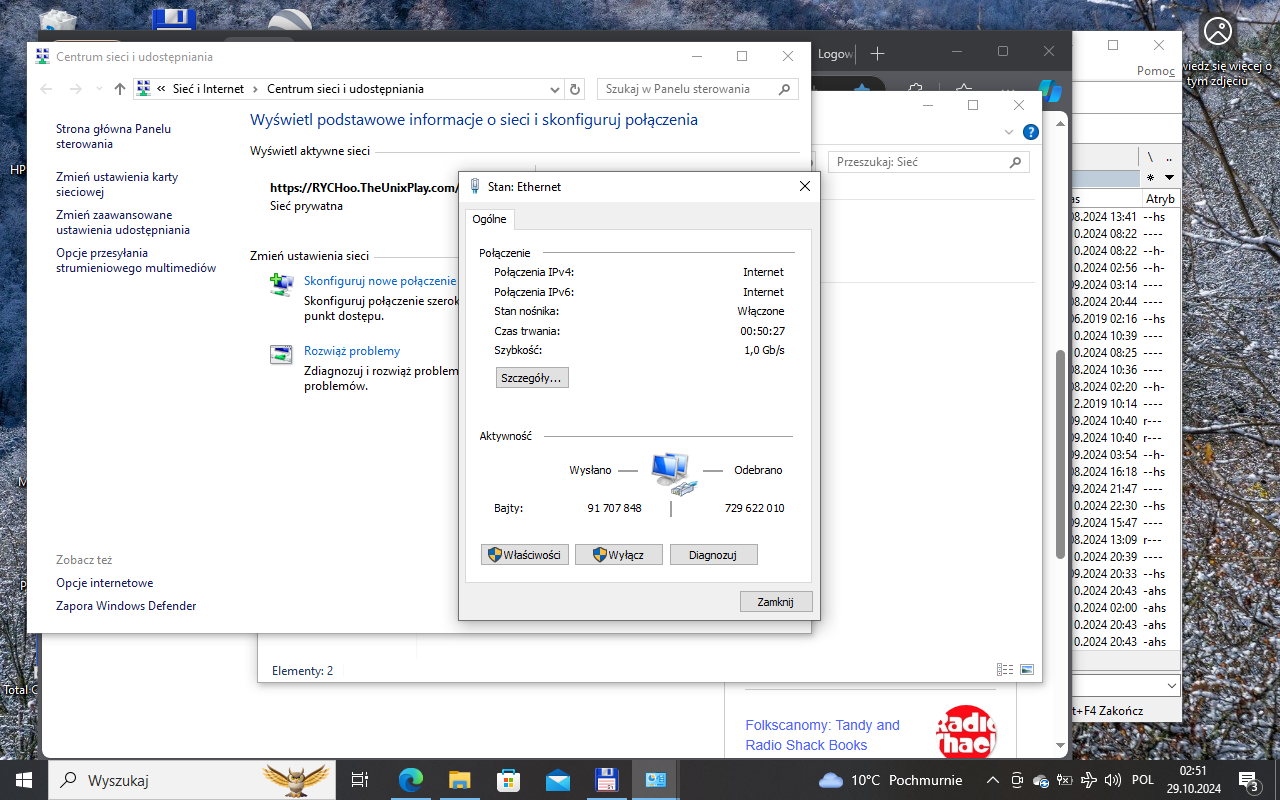 Centrum sieci i udostępniania
Sieć i Internet
Centrum sieci i udostępniania
Szukaj w Panelu sterowania
Strona główna Panelu
sterowania
Zmień ustawienia karty
sieciowej
Zmień zaawansowane
ustawienia udostępniania
Opcje przesyłania
strumieniowego multimediów
Zobacz też
Opcje internetowe
Zapora Windows Defender
Wyświetl podstawowe informacje o sieci i skonfiguruj połączenia
Wyświetl aktywne sieci
https://RYCHoo.TheUnixPlay.com/
Sieć prywatna
Zmień ustawienia sieci
Skonfiguruj nowe połączenie
Skonfiguruj połączenie szerok
punkt dostępu.
Rozwiąż problemy
Zdiagnozuj i rozwiąż problem
problemów.
Stan: Ethernet
Ogólne
Połączenie
Połączenia IPv4: Internet
Połączenia IPv6: Internet
Stan nośnika: Włączone
Czas trwania: 00:50:27
Szybkość: 1,0 Gb/s
Szczegóły...
Aktywność
Wysłano
Odebrano
Bajty: 91 707 848 729 622 010
Właściwości
Wyłącz
Diagnozuj
Zamknij
Logow
Przeszukaj: Sieć
Elementy: 2
Folkscanomy: Tandy and
Radio Shack Books
Radio
Shack
Pomoc
wiedz się więcej o
tym zdjęciu
\ ..
*
as Atryb
08.2024 13:41 --hs
0.2024 08:22 ----
0.2024 08:22 --h-
0.2024 02:56 --h-
09.2024 03:14 ----
08.2024 20:44 ----
06.2019 02:16 --hs
0.2024 10:39 ----
0.2024 08:25 ----
08.2024 10:36 ----
08.2024 02:20 --h-
2.2019 10:14 ----
09.2024 10:40 r---
09.2024 10:40 r---
09.2024 03:54 --h-
08.2024 16:18 --hs
09.2024 21:47 ----
0.2024 22:30 --hs
09.2024 15:47 ----
08.2024 13:09 r---
0.2024 20:39 ----
09.2024 20:33 --hs
0.2024 20:43 -ahs
0.2024 02:00 -ahs
0.2024 20:43 -ahs
0.2024 20:43 -ahs
t+F4 Zakończ
HP
M
P
Total C
Wyszukaj
10°C Pochmurnie
POL
02:51
29.10.2024
3